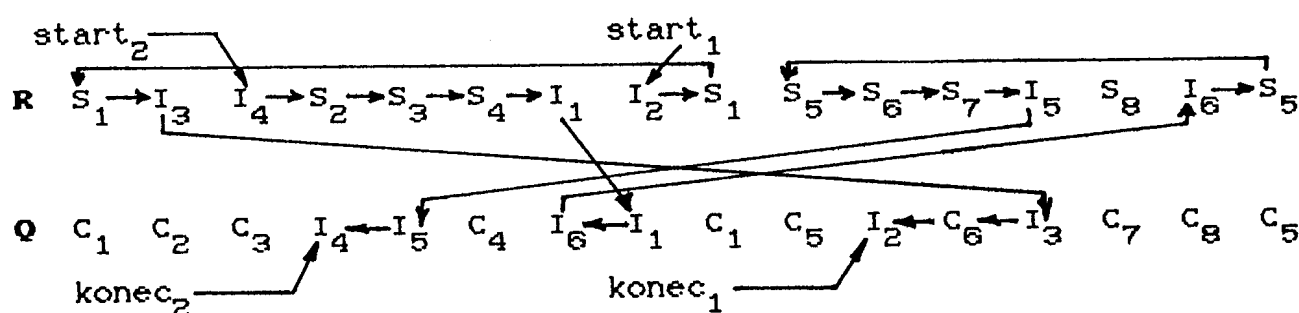 start₂ start₁
R S₁ I₃ I₄ S₂ S₃ S₄ I₁ I₂ S₁ S₅ S₆ S₇ I₅ S₈ I₆ S₅
Q C₁ C₂ C₃ I₄ I₅ C₄ I₆ I₁ C₁ C₅ I₂ C₆ I₃ C₇ C₈ C₅
konec₂ konec₁